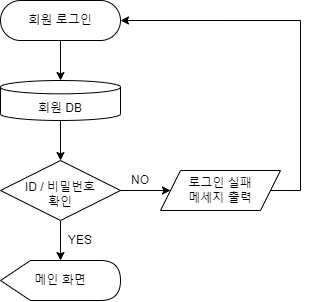 회원 로그인
회원 DB
ID / 비밀번호
확인
NO
로그인 실패
메세지 출력
YES
메인 화면